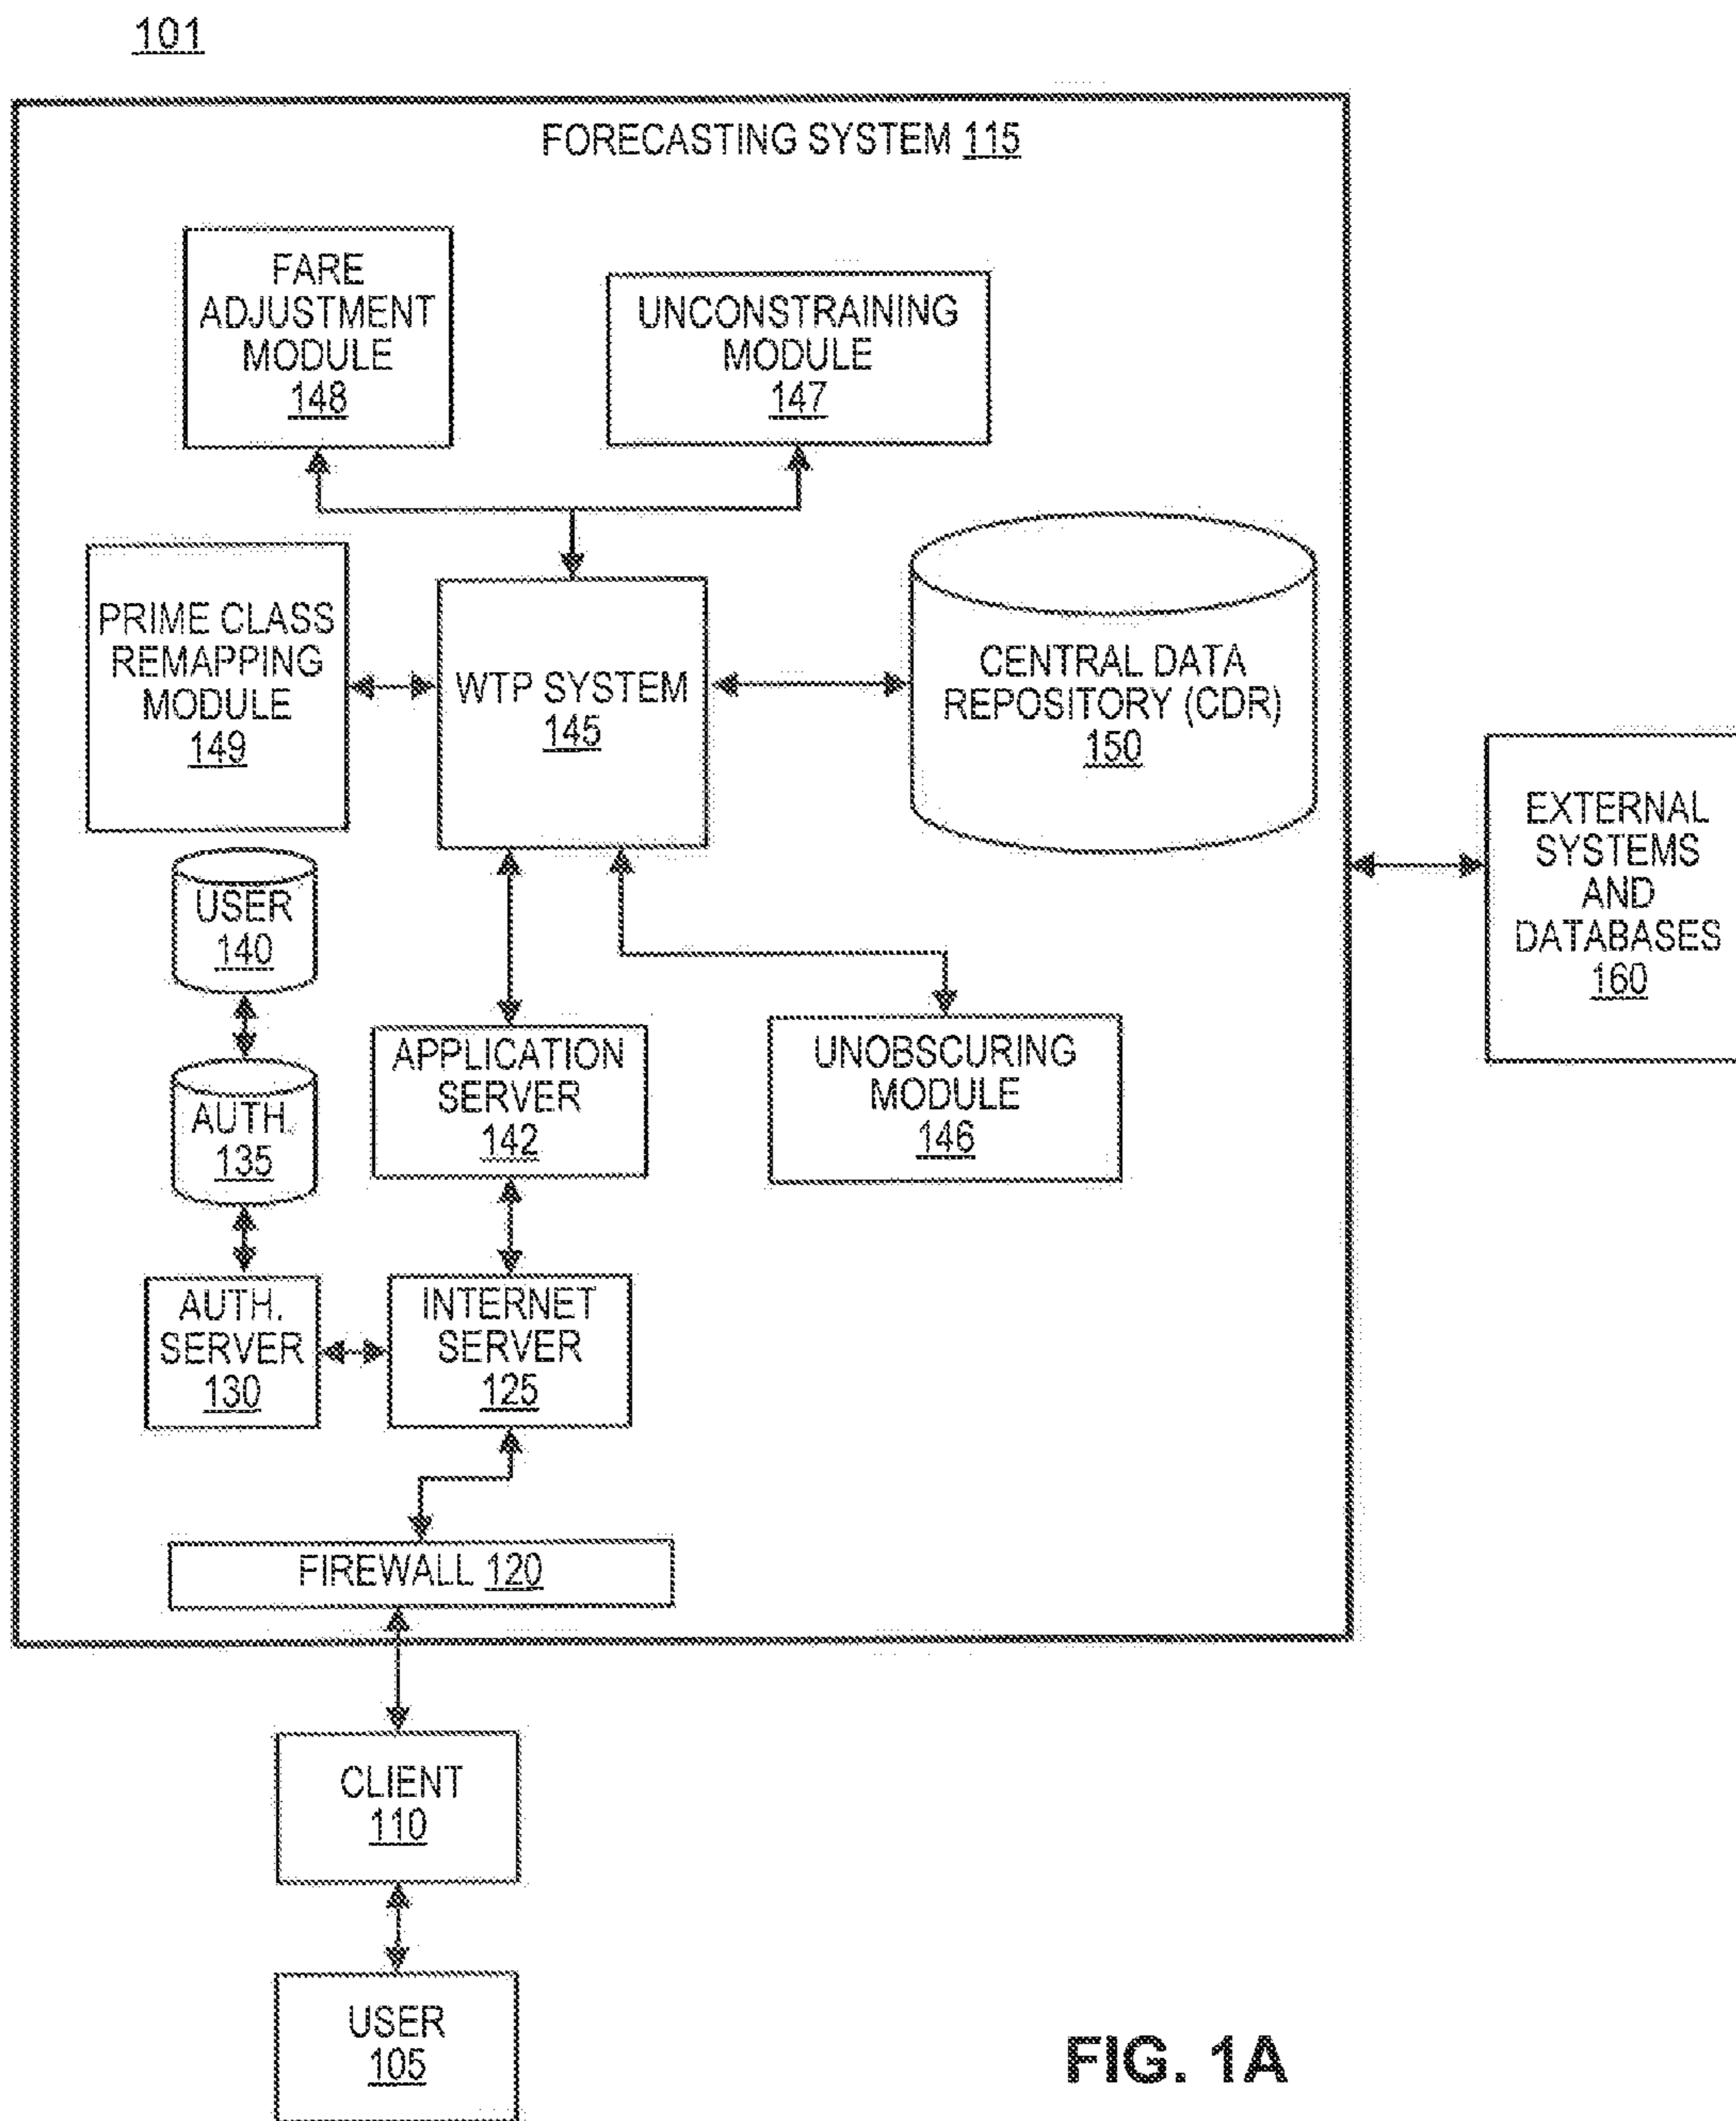 101
FORECASTING SYSTEM 115
FARE
ADJUSTMENT
MODULE
148
UNCONSTRAINING
MODULE
147
PRIME CLASS
REMAPPING
MODULE
149
WTP SYSTEM
145
CENTRAL DATA
REPOSITORY (CDR)
150
EXTERNAL
SYSTEMS
AND
DATABASES
160
USER
140
AUTH.
135
APPLICATION
SERVER
142
UNOBSCURING
MODULE
146
AUTH.
SERVER
130
INTERNET
SERVER
125
FIREWALL 120
CLIENT
110
USER
105
FIG. 1A